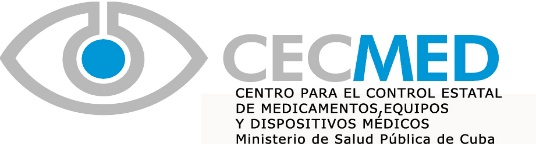 CECMED
CENTRO PARA EL CONTROL ESTATAL
DE MEDICAMENTOS,EQUIPOS
Y DISPOSITIVOS MÉDICOS
Ministerio de Salud Pública de Cuba